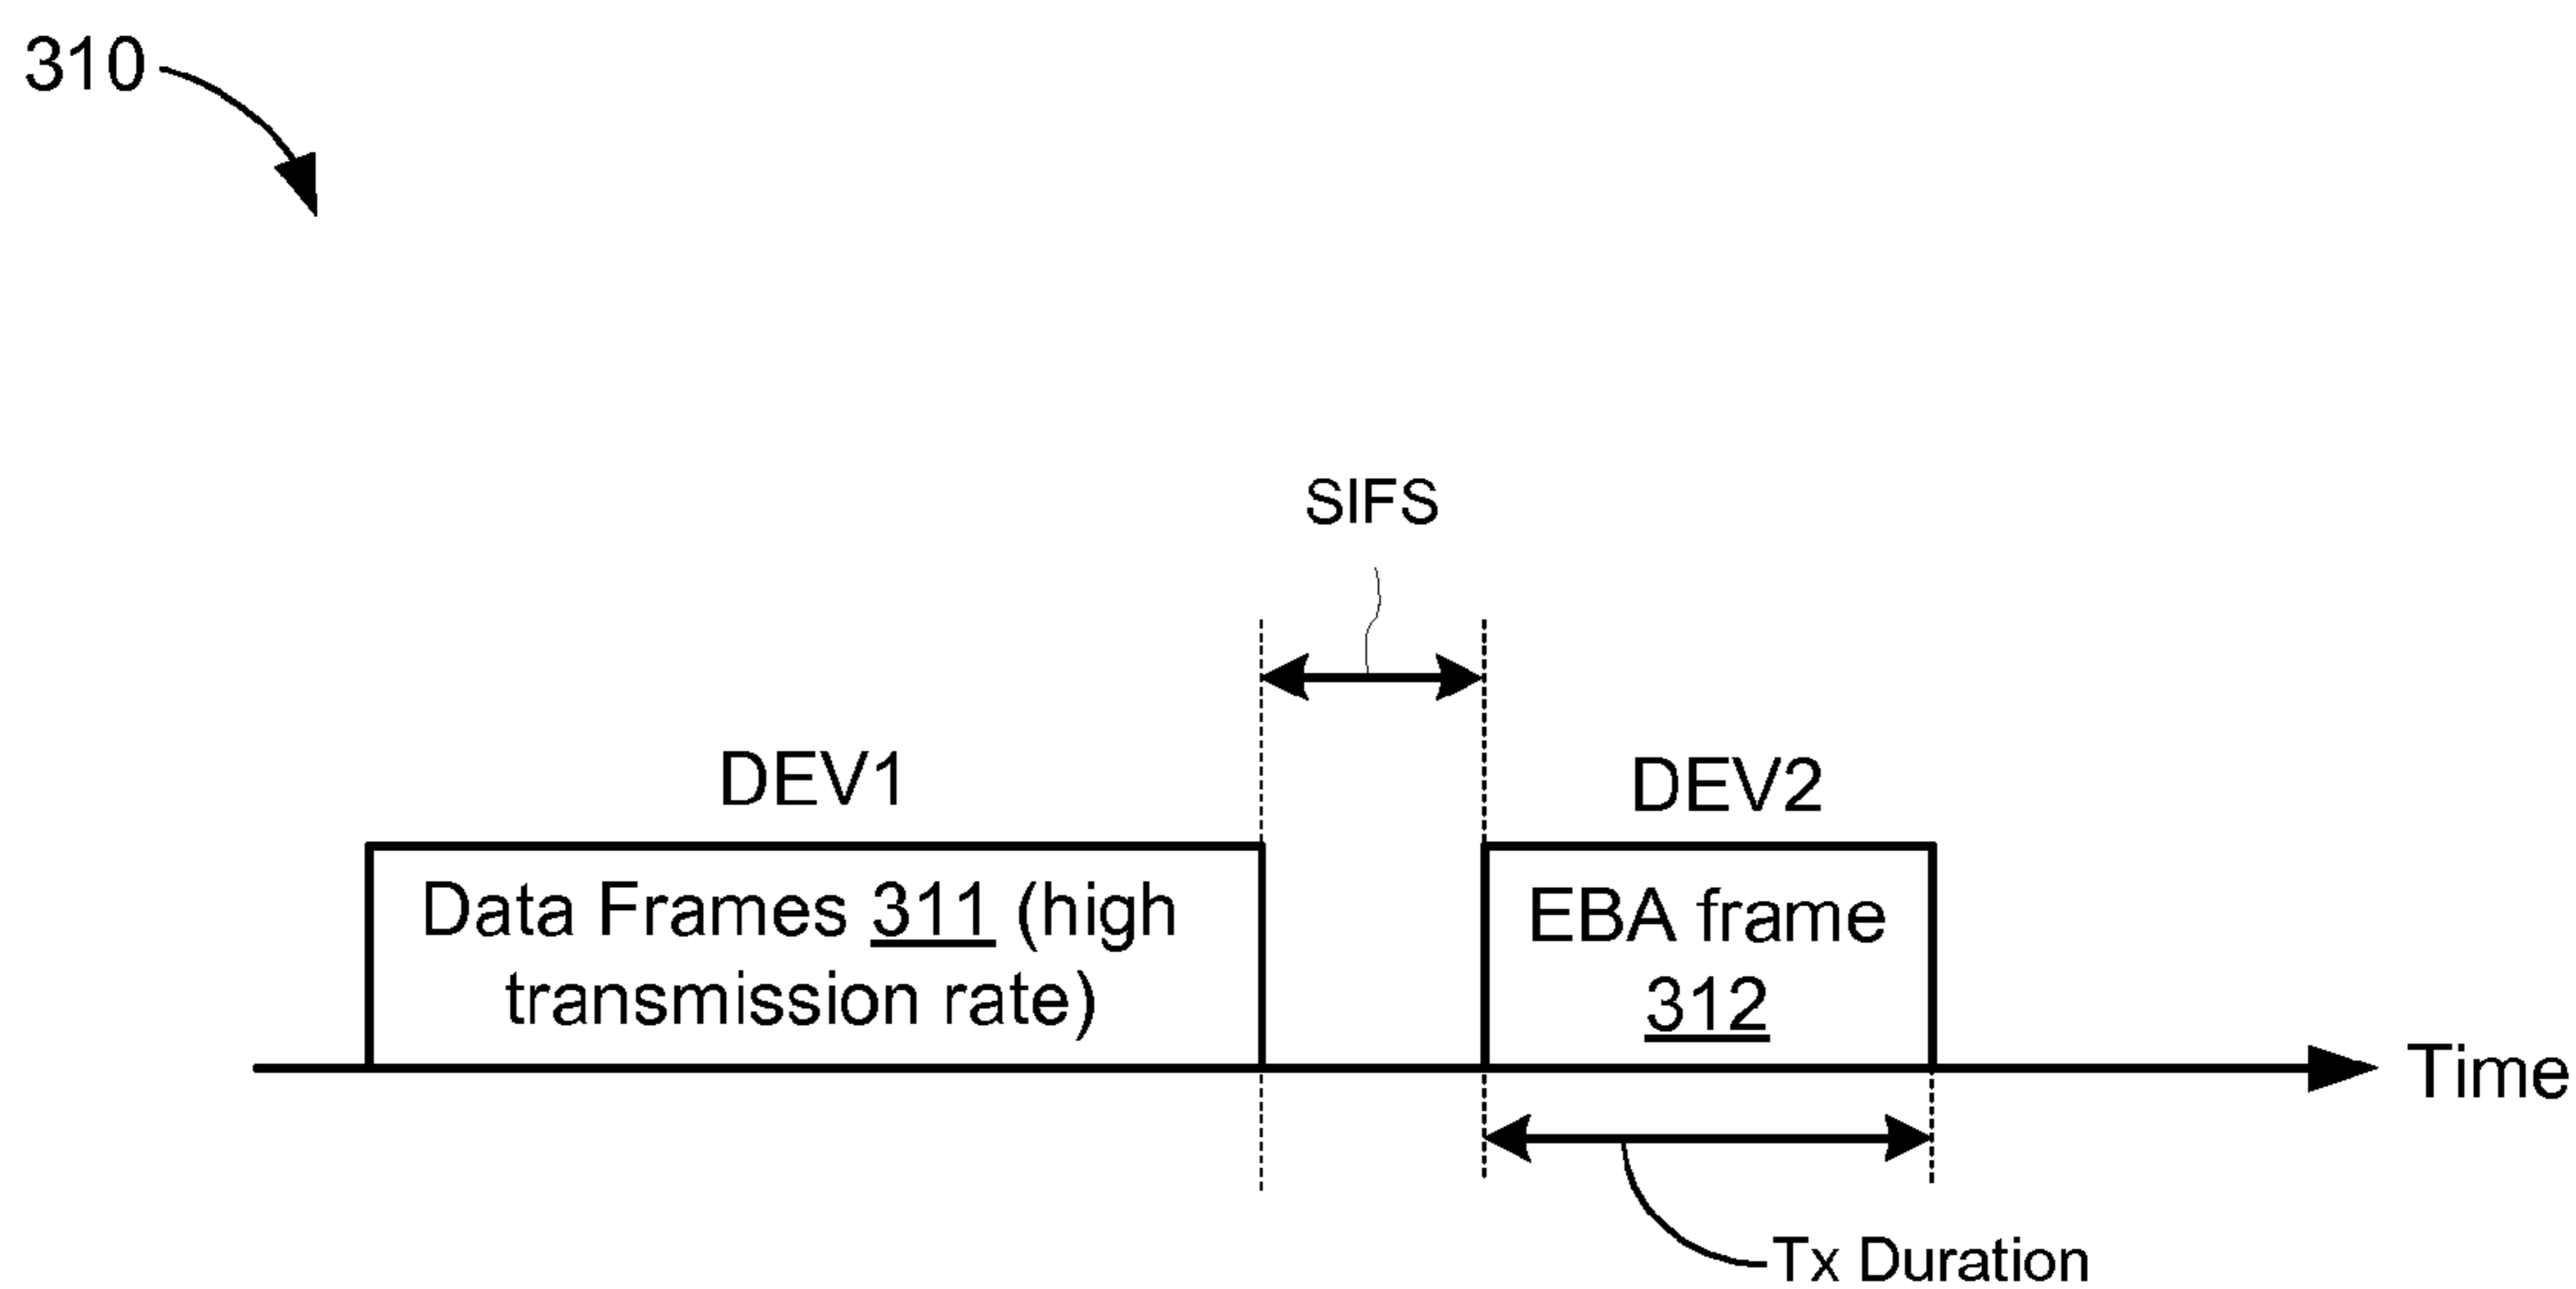 310
SIFS
DEV1
DEV2
Data Frames 311 (high
transmission rate)
EBA frame
312
Time
Tx Duration